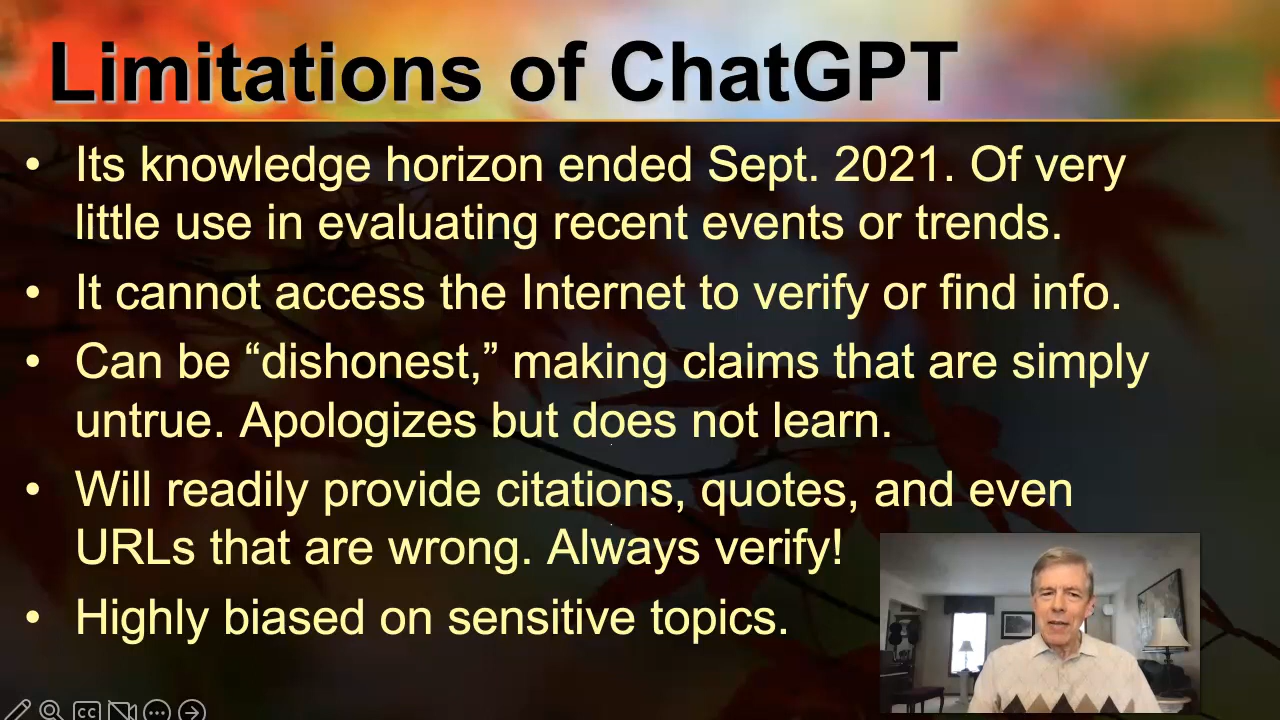 Limitations of ChatGPT
• Its knowledge horizon ended Sept. 2021. Of very
little use in evaluating recent events or trends.
• It cannot access the Internet to verify or find info.
• Can be “dishonest,” making claims that are simply
untrue. Apologizes but does not learn.
• Will readily provide citations, quotes, and even
URLs that are wrong. Always verify!
• Highly biased on sensitive topics.
CC